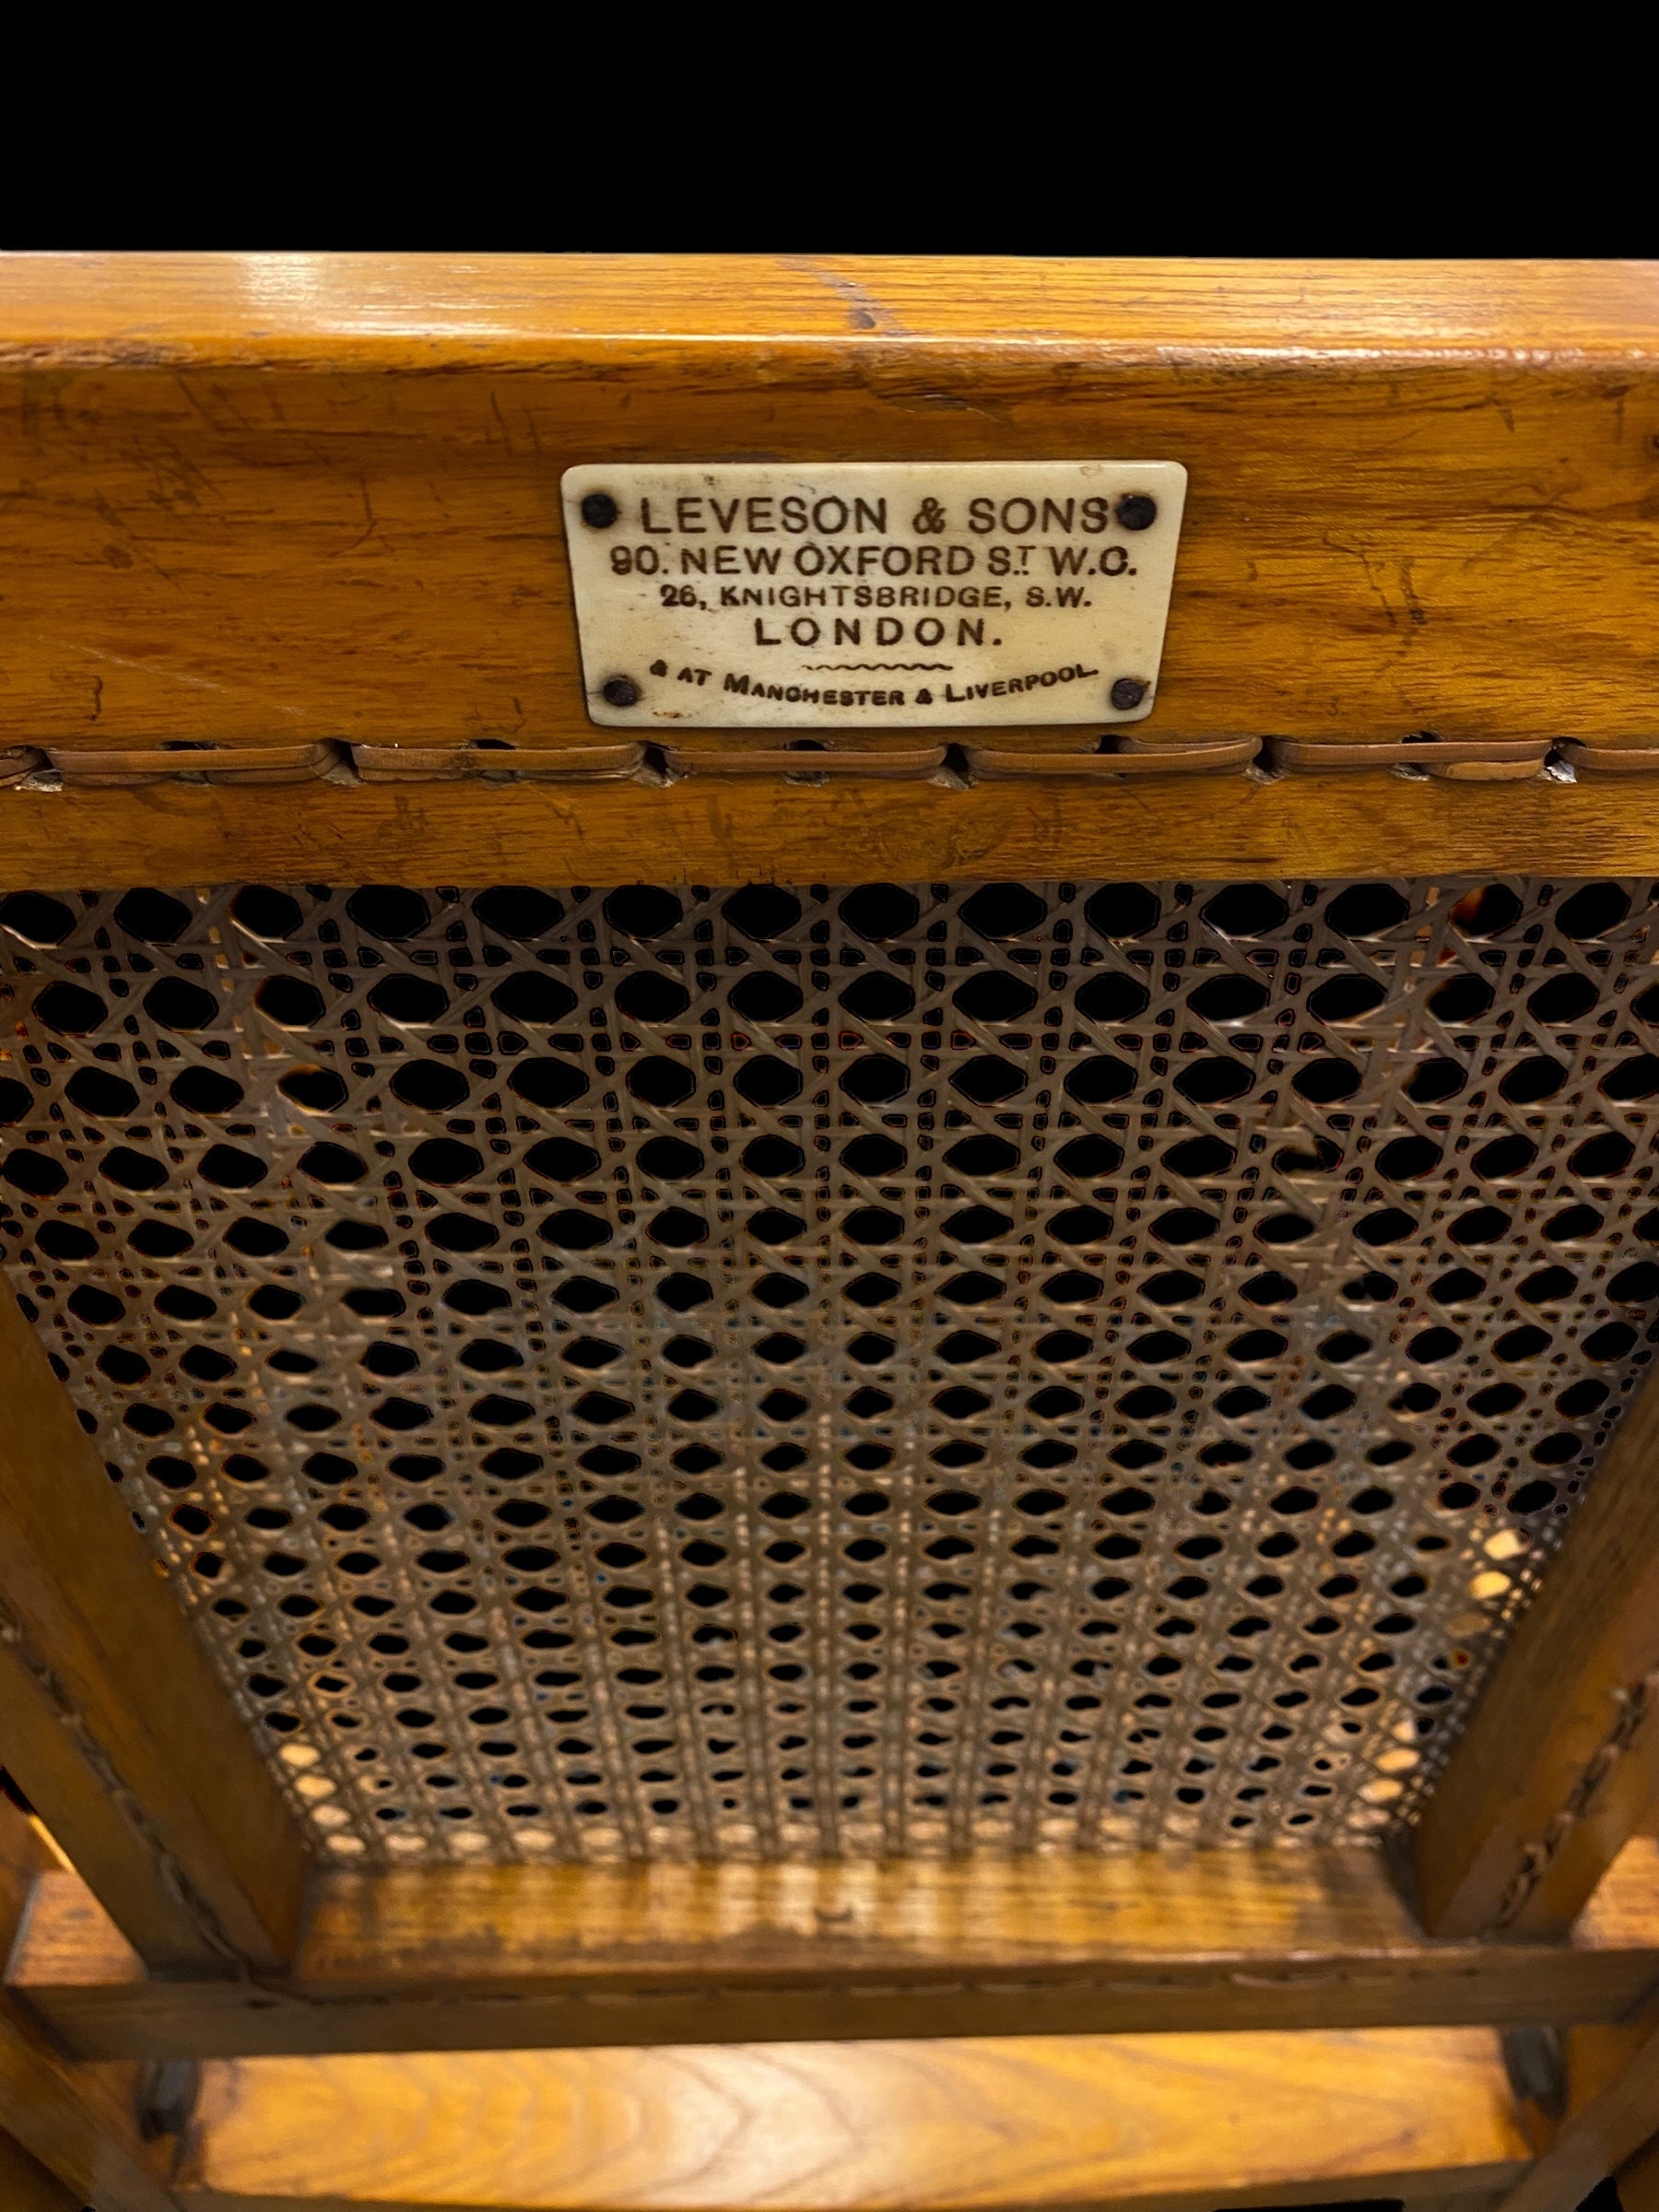 LEVESON & SONS
90. NEW OXFORD ST. W.C.
26, KNIGHTSBRIDGE, S.W.
LONDON.
& AT MANCHESTER & LIVERPOOL